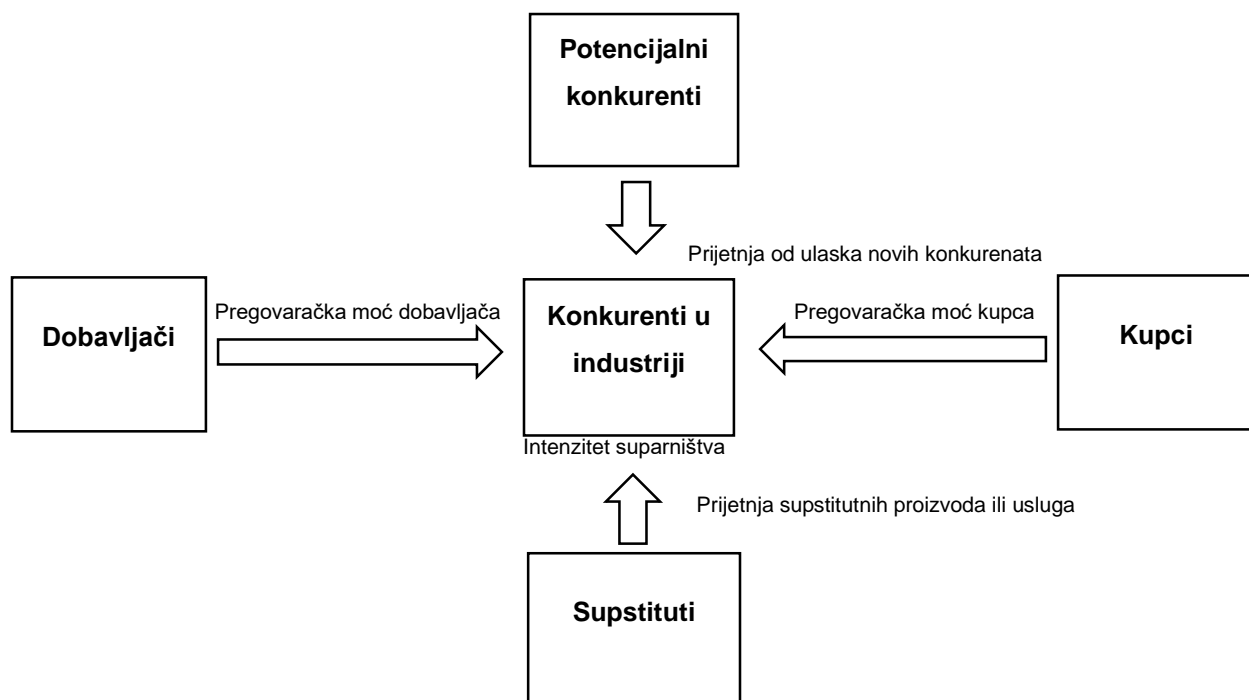 Potencijalni
konkurenti
Prijetnja od ulaska novih konkurenata
Dobavljači
Pregovaračka moć dobavljača
Konkurenti u
industriji
Pregovaračka moć kupca
Kupci
Intenzitet suparništva
Prijetnja supstitutnih proizvoda ili usluga
Supstituti